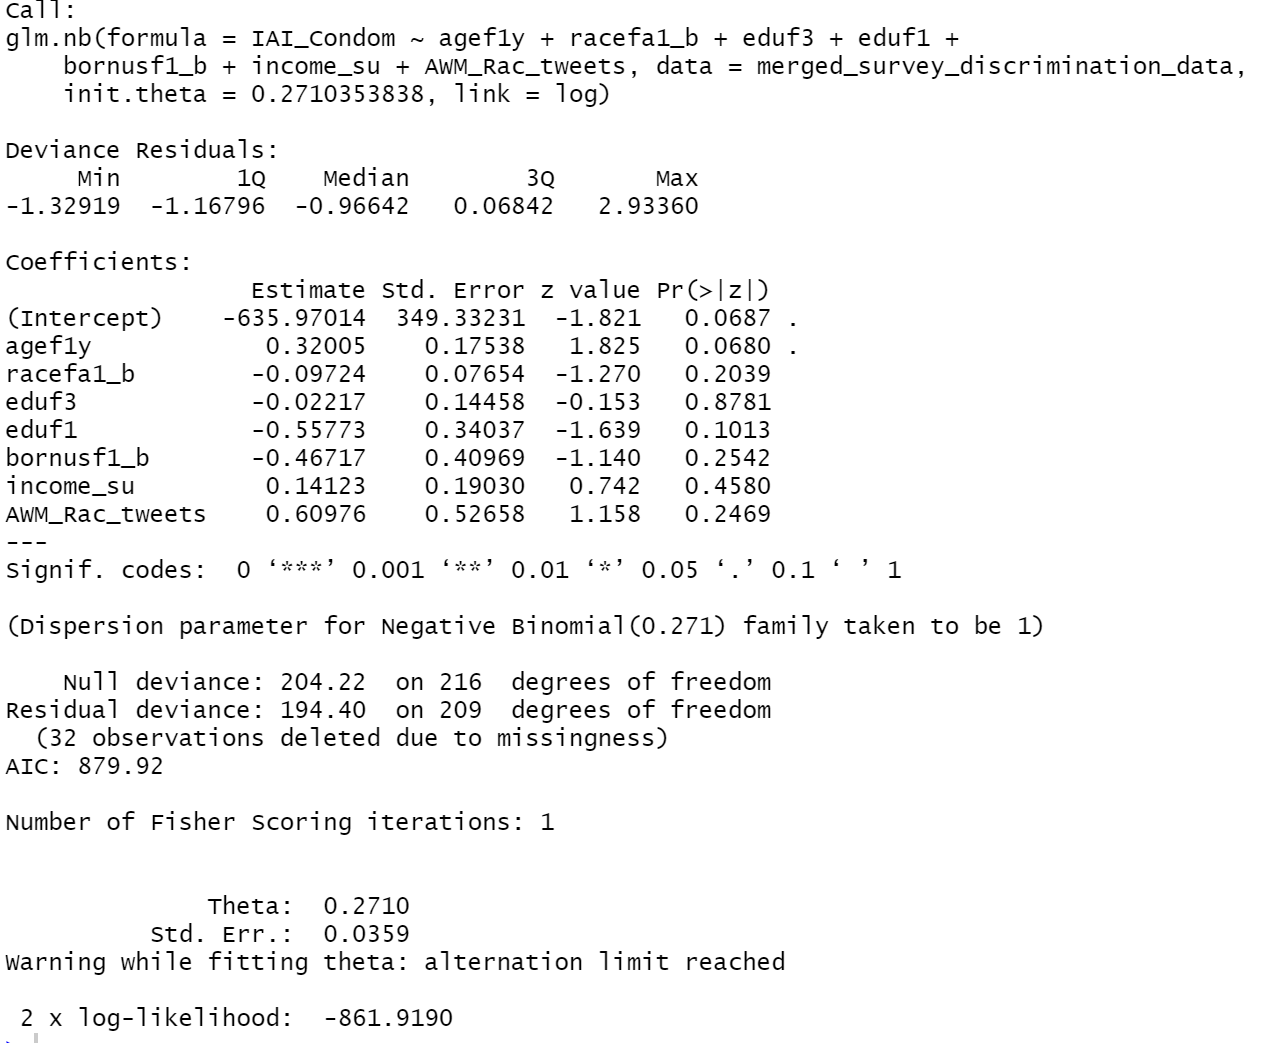 Call:
glm.nb(formula = IAI_Condom ~ agef1y + racefa1_b + eduf3 + eduf1 +
    bornusf1_b + income_su + AWM_Rac_tweets, data = merged_survey_discrimination_data,
    init.theta = 0.2710353838, link = log)

Deviance Residuals:
     Min        1Q    Median        3Q       Max
-1.32919  -1.16796  -0.96642   0.06842   2.93360

Coefficients:
                 Estimate Std. Error z value Pr(>|z|)
(Intercept)    -635.97014  349.33231  -1.821   0.0687 .
agef1y            0.32005    0.17538   1.825   0.0680 .
racefa1_b        -0.09724    0.07654  -1.270   0.2039
eduf3            -0.02217    0.14458  -0.153   0.8781
eduf1            -0.55773    0.34037  -1.639   0.1013
bornusf1_b       -0.46717    0.40969  -1.140   0.2542
income_su         0.14123    0.19030   0.742   0.4580
AWM_Rac_tweets    0.60976    0.52658   1.158   0.2469
---
Signif. codes:  0 ‘***’ 0.001 ‘**’ 0.01 ‘*’ 0.05 ‘.’ 0.1 ‘ ’ 1

(Dispersion parameter for Negative Binomial(0.271) family taken to be 1)

    Null deviance: 204.22  on 216  degrees of freedom
Residual deviance: 194.40  on 209  degrees of freedom
  (32 observations deleted due to missingness)
AIC: 879.92

Number of Fisher Scoring iterations: 1


              Theta:  0.2710
          Std. Err.:  0.0359
Warning while fitting theta: alternation limit reached

 2 x log-likelihood:  -861.9190